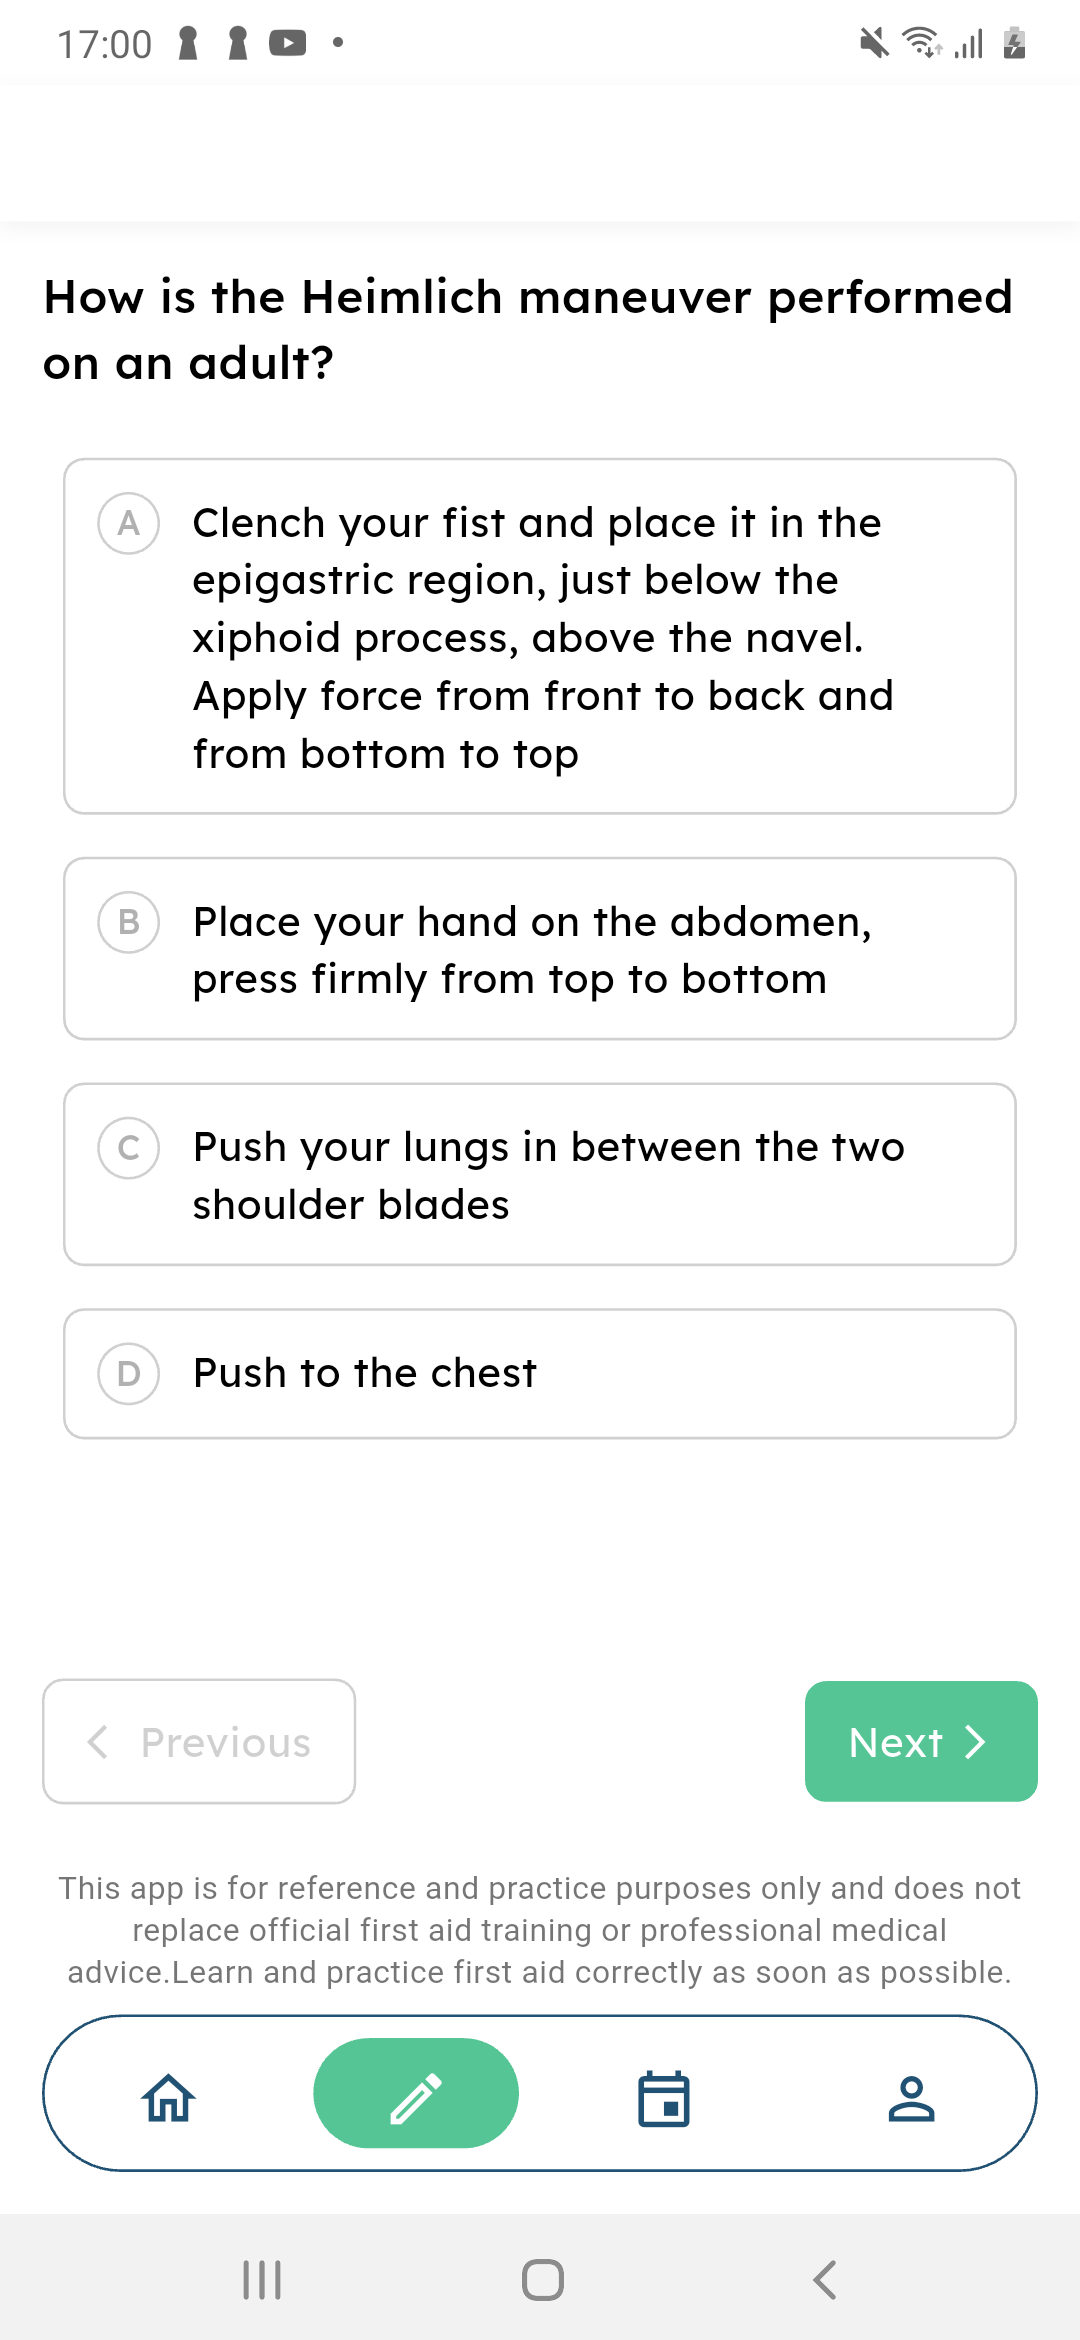 17:00
How is the Heimlich maneuver performed
on an adult?
A
Clench your fist and place it in the
epigastric region, just below the
xiphoid process, above the navel.
Apply force from front to back and
from bottom to top
B
Place your hand on the abdomen,
press firmly from top to bottom
C
Push your lungs in between the two
shoulder blades
D
Push to the chest
Previous
Next
This app is for reference and practice purposes only and does not
replace official first aid training or professional medical
advice.Learn and practice first aid correctly as soon as possible.